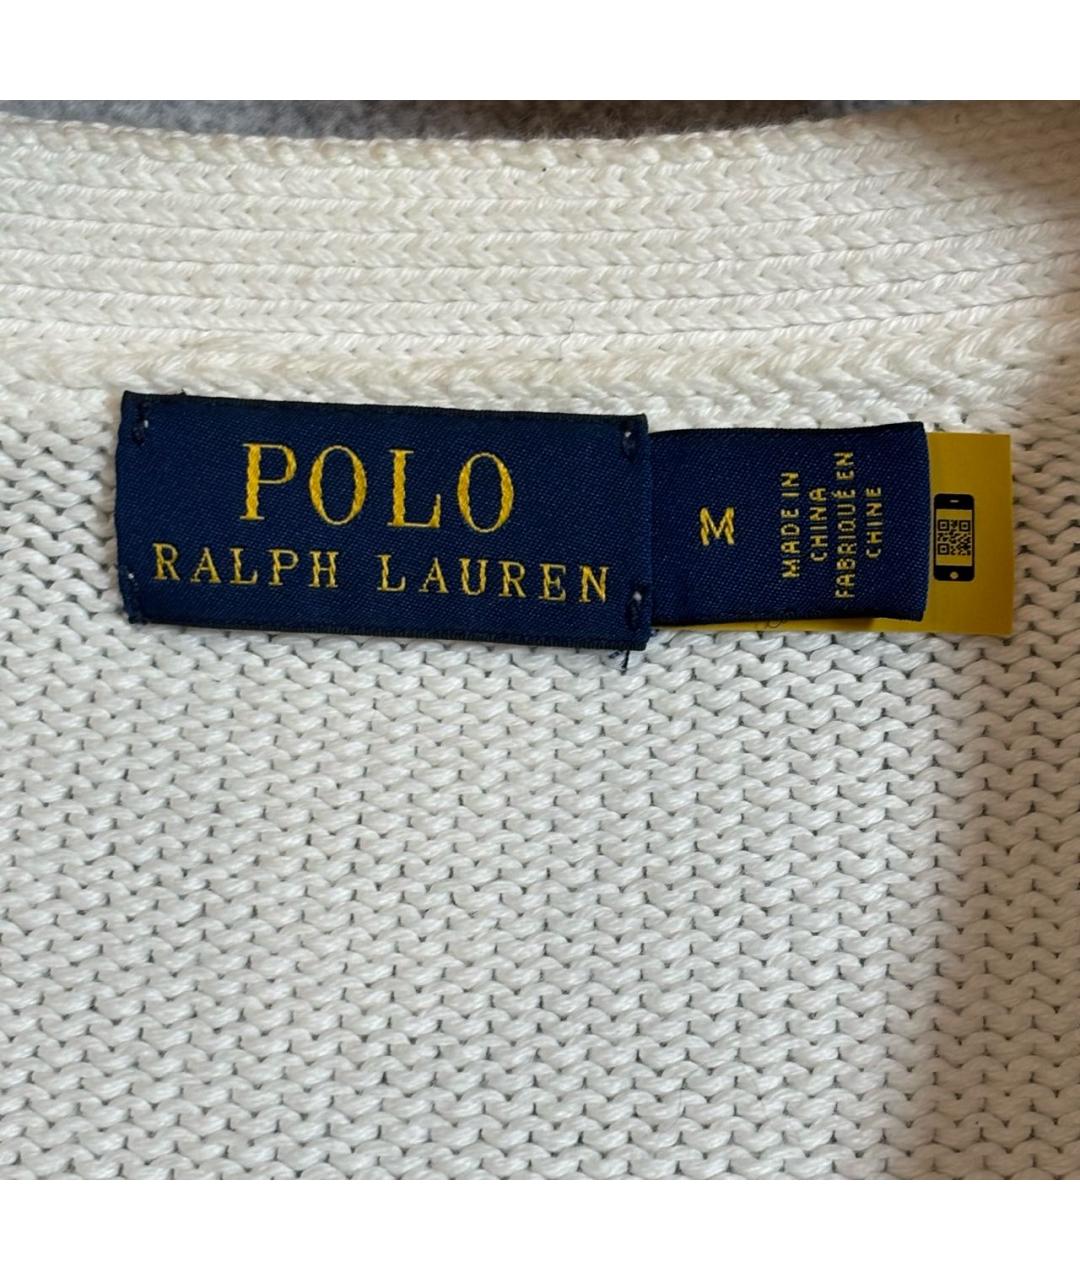 POLO
RALPH LAUREN
M
MADE IN
CHINA
FABRIQUÉ EN
CHINE